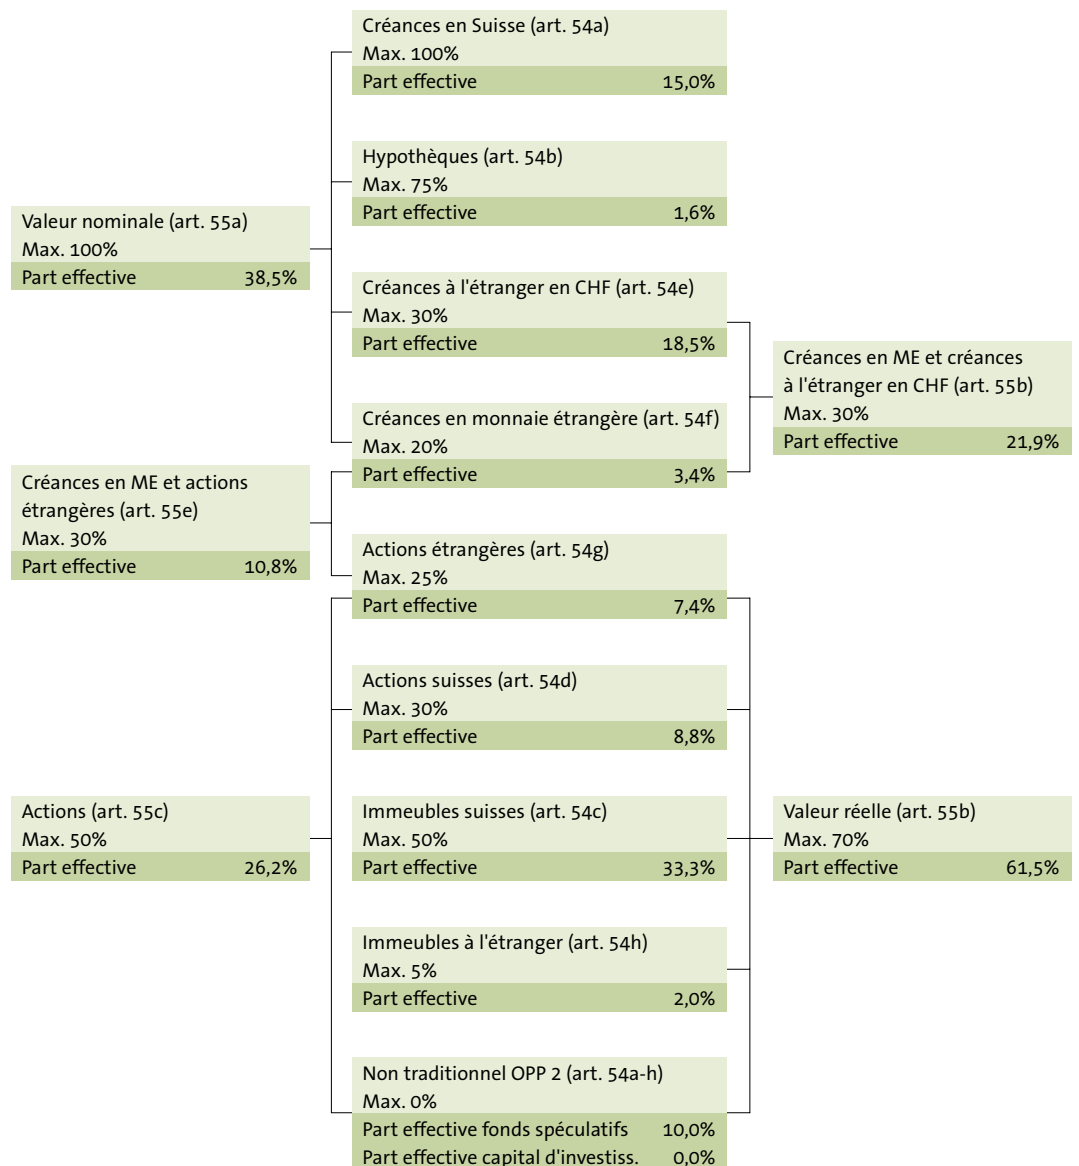 Créances en Suisse (art. 54a)
Max. 100%
Part effective 15,0%
Hypothèques (art. 54b)
Max. 75%
Part effective 1,6%
Valeur nominale (art. 55a)
Max. 100%
Part effective 38,5%
Créances à l'étranger en CHF (art. 54e)
Max. 30%
Part effective 18,5%
Créances en ME et créances
à l'étranger en CHF (art. 55b)
Max. 30%
Part effective 21,9%
Créances en monnaie étrangère (art. 54f)
Max. 20%
Part effective 3,4%
Créances en ME et actions
étrangères (art. 55e)
Max. 30%
Part effective 10,8%
Actions étrangères (art. 54g)
Max. 25%
Part effective 7,4%
Actions suisses (art. 54d)
Max. 30%
Part effective 8,8%
Actions (art. 55c)
Max. 50%
Part effective 26,2%
Immeubles suisses (art. 54c)
Max. 50%
Part effective 33,3%
Valeur réelle (art. 55b)
Max. 70%
Part effective 61,5%
Immeubles à l'étranger (art. 54h)
Max. 5%
Part effective 2,0%
Non traditionnel OPP 2 (art. 54a-h)
Max. 0%
Part effective fonds spéculatifs 10,0%
Part effective capital d'investiss. 0,0%